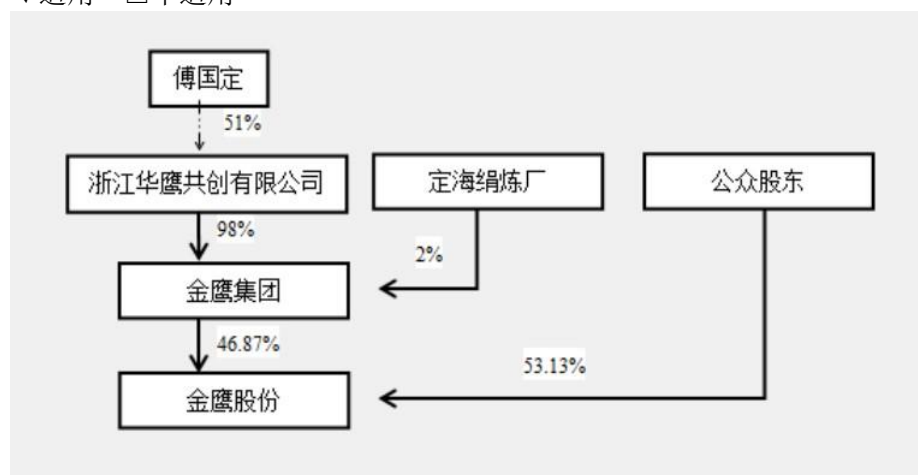 傅国定
51%
浙江华鹰共创有限公司
定海绢炼厂
公众股东
98%
2%
金鹰集团
46.87%
53.13%
金鹰股份